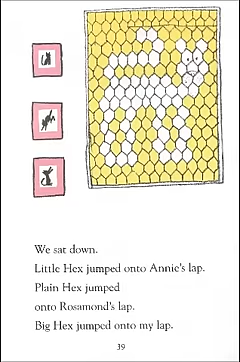 We sat down.
Little Hex jumped onto Annie's lap.
Plain Hex jumped
onto Rosamond's lap.
Big Hex jumped onto my lap.
39